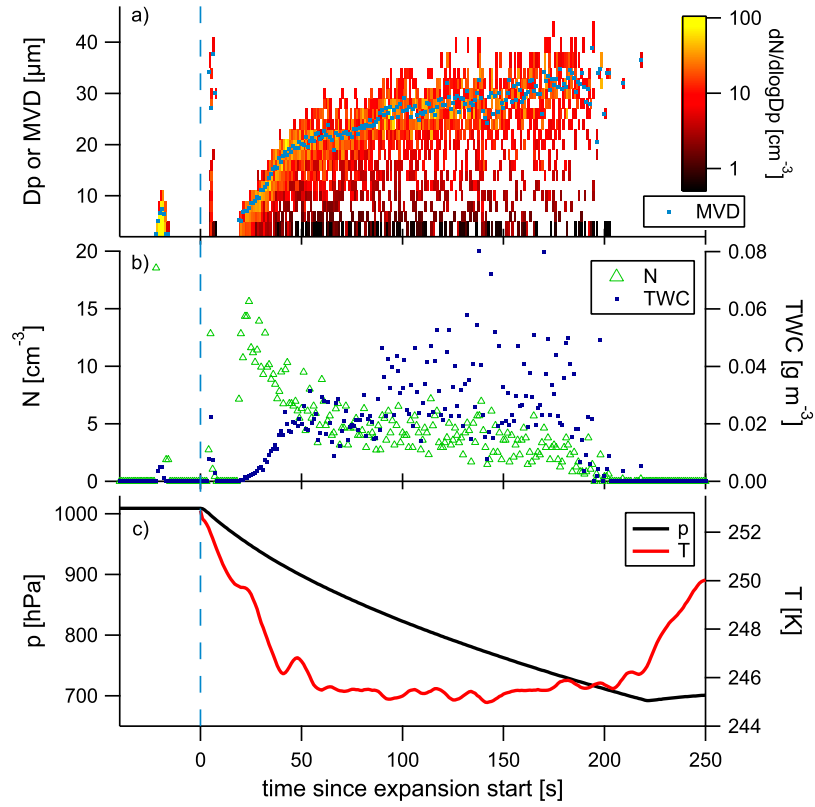 a)
Dp or MVD [µm]
40
30
20
10
100
10
1
dN/dlogDp [cm-3]
MVD
b)
N [cm-3]
20
15
10
5
0
N
TWC
0.08
0.06
0.04
0.02
0.00
TWC [g m-3]
c)
p [hPa]
1000
900
800
700
p
T
252
250
248
246
244
T [K]
0 50 100 150 200 250
time since expansion start [s]